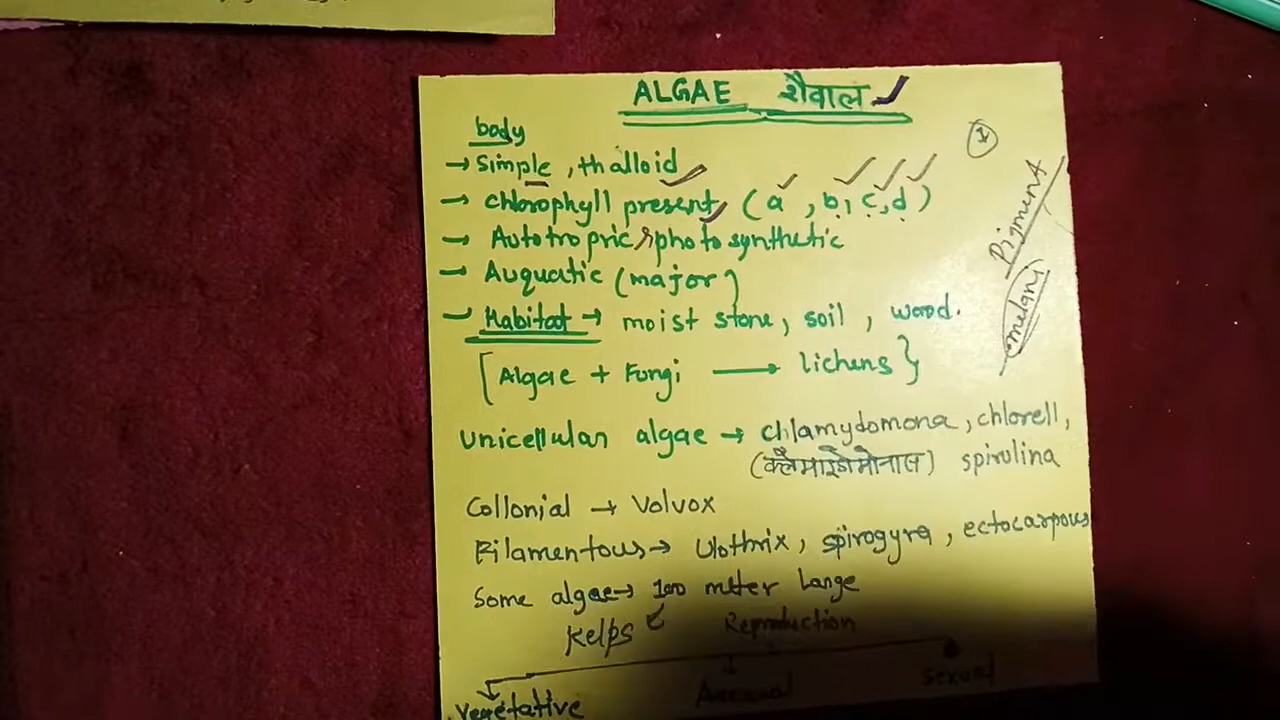 ALGAE शैवाल
body
→ Simple, thalloid
→ chlorophyll present (a, b, c, d)
→ Autotropric photosynthetic
→ Auquatic (major)
→ Habitat → moist stone, soil, wood.
[Algae + Fungi → lichens}
Unicellular algae → chlamydomona, chlorell,
(क्लैमाइडोमोनास) spirulina
Collonial → Volvox
Filamentous → Ulothrix, spirogyra, ectocarpous
Some algae → 100 meter lange
Kelps
Reproduction
Vegetative Asexual Sexual
Pigment
melani